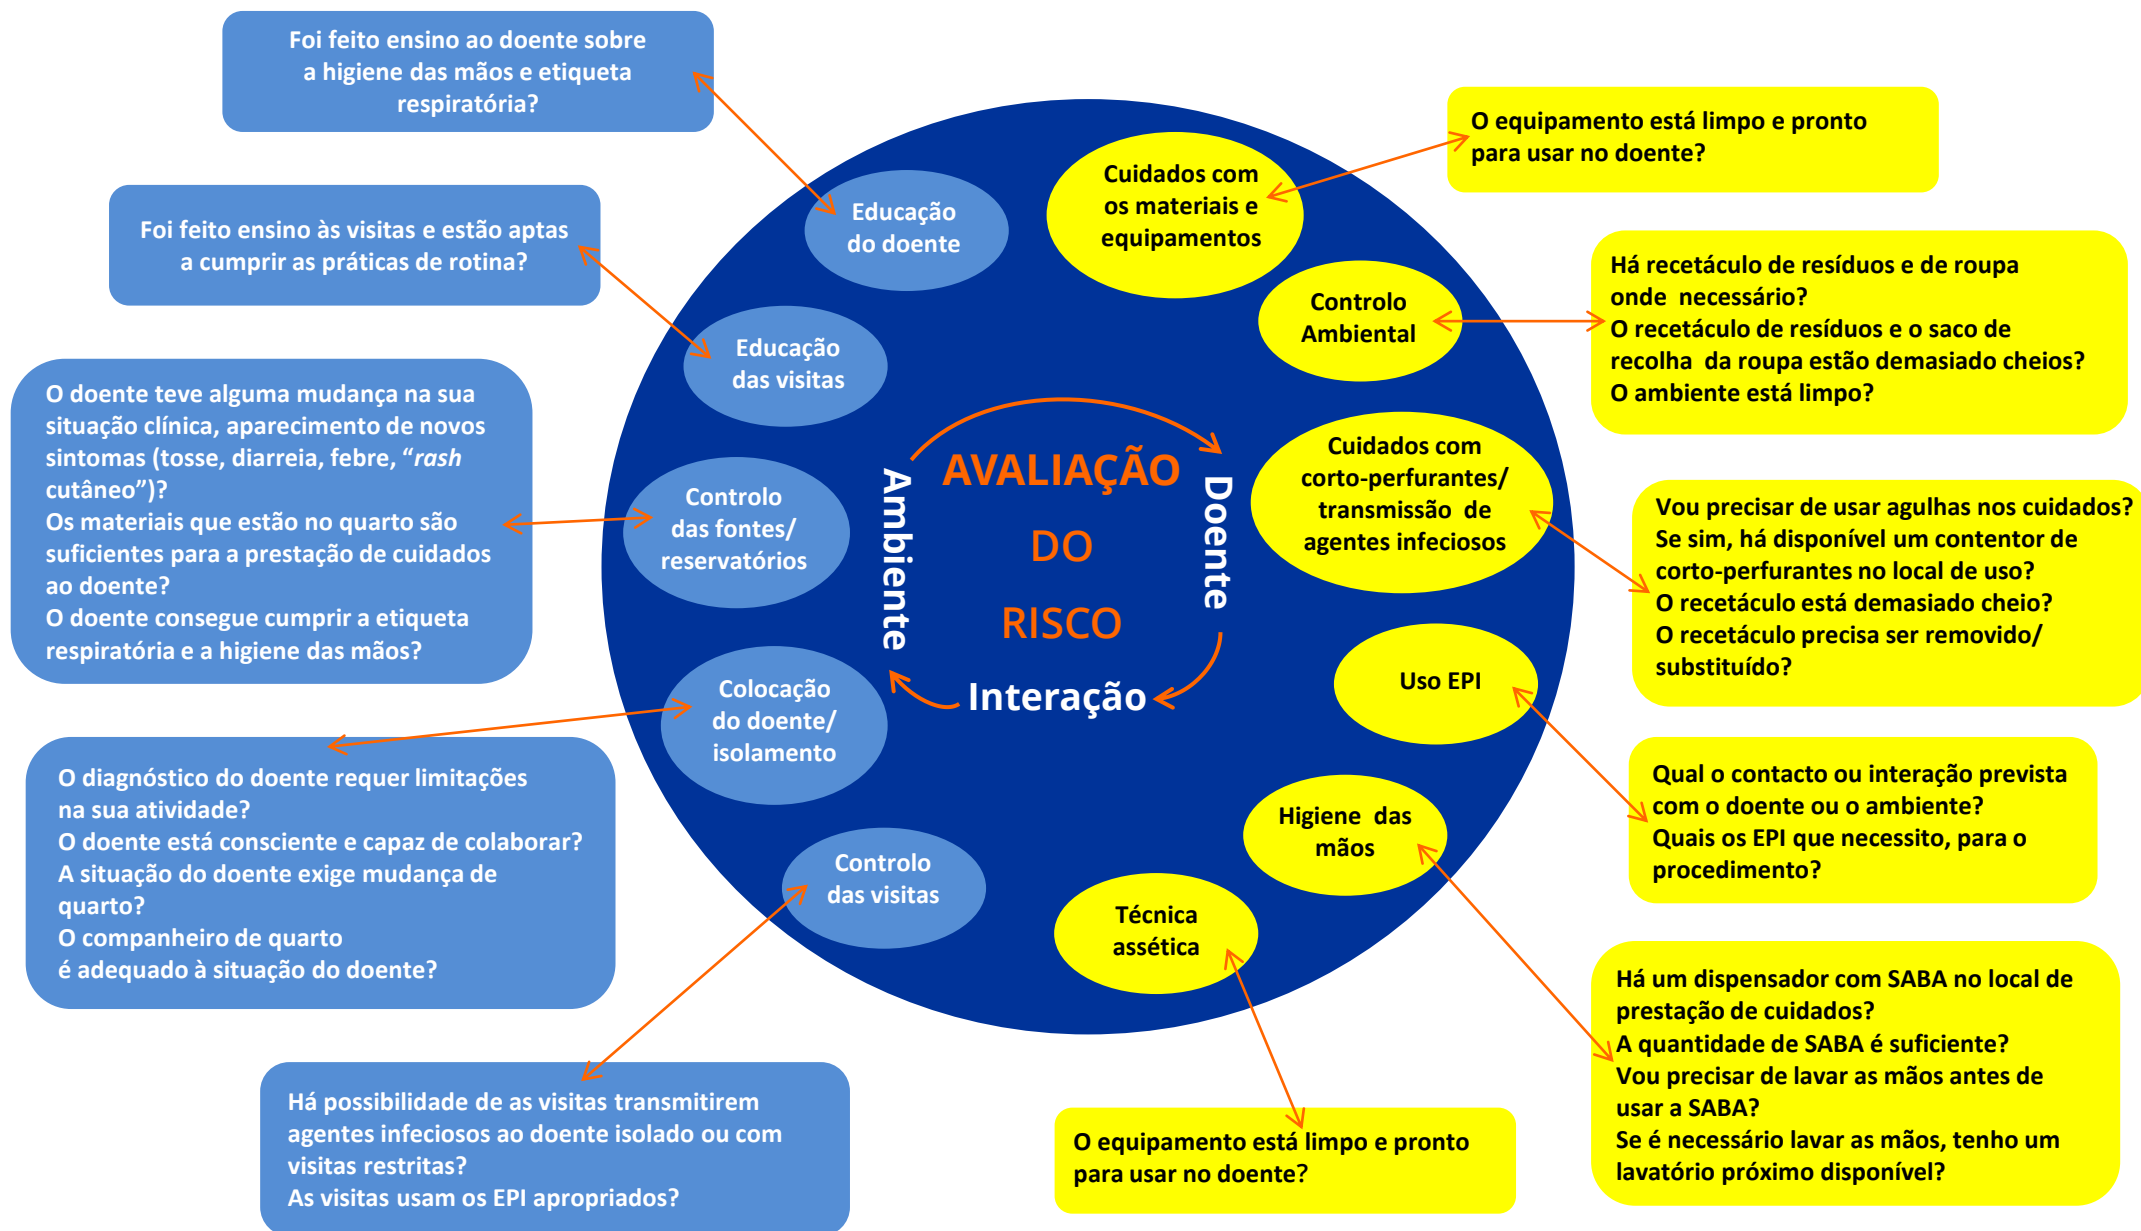 Foi feito ensino ao doente sobre
a higiene das mãos e etiqueta
respiratória?
Foi feito ensino às visitas e estão aptas
a cumprir as práticas de rotina?
O doente teve alguma mudança na sua
situação clínica, aparecimento de novos
sintomas (tosse, diarreia, febre, “rash
cutâneo”)?
Os materiais que estão no quarto são
suficientes para a prestação de cuidados
ao doente?
O doente consegue cumprir a etiqueta
respiratória e a higiene das mãos?
O diagnóstico do doente requer limitações
na sua atividade?
O doente está consciente e capaz de colaborar?
A situação do doente exige mudança de
quarto?
O companheiro de quarto
é adequado à situação do doente?
Há possibilidade de as visitas transmitirem
agentes infeciosos ao doente isolado ou com
visitas restritas?
As visitas usam os EPI apropriados?
Educação
do doente
Educação
das visitas
Controlo
das fontes/
reservatórios
Colocação
do doente/
isolamento
Controlo
das visitas
Ambiente
AVALIAÇÃO
DO
RISCO
Doente
Interação
Cuidados com
os materiais e
equipamentos
Controlo
Ambiental
Cuidados com
corto-perfurantes/
transmissão de
agentes infeciosos
Uso EPI
Higiene das
mãos
Técnica
assética
O equipamento está limpo e pronto
para usar no doente?
Há recetáculo de resíduos e de roupa
onde necessário?
O recetáculo de resíduos e o saco de
recolha da roupa estão demasiado cheios?
O ambiente está limpo?
Vou precisar de usar agulhas nos cuidados?
Se sim, há disponível um contentor de
corto-perfurantes no local de uso?
O recetáculo está demasiado cheio?
O recetáculo precisa ser removido/
substituído?
Qual o contacto ou interação prevista
com o doente ou o ambiente?
Quais os EPI que necessito, para o
procedimento?
Há um dispensador com SABA no local de
prestação de cuidados?
A quantidade de SABA é suficiente?
Vou precisar de lavar as mãos antes de
usar a SABA?
Se é necessário lavar as mãos, tenho um
lavatório próximo disponível?
O equipamento está limpo e pronto
para usar no doente?